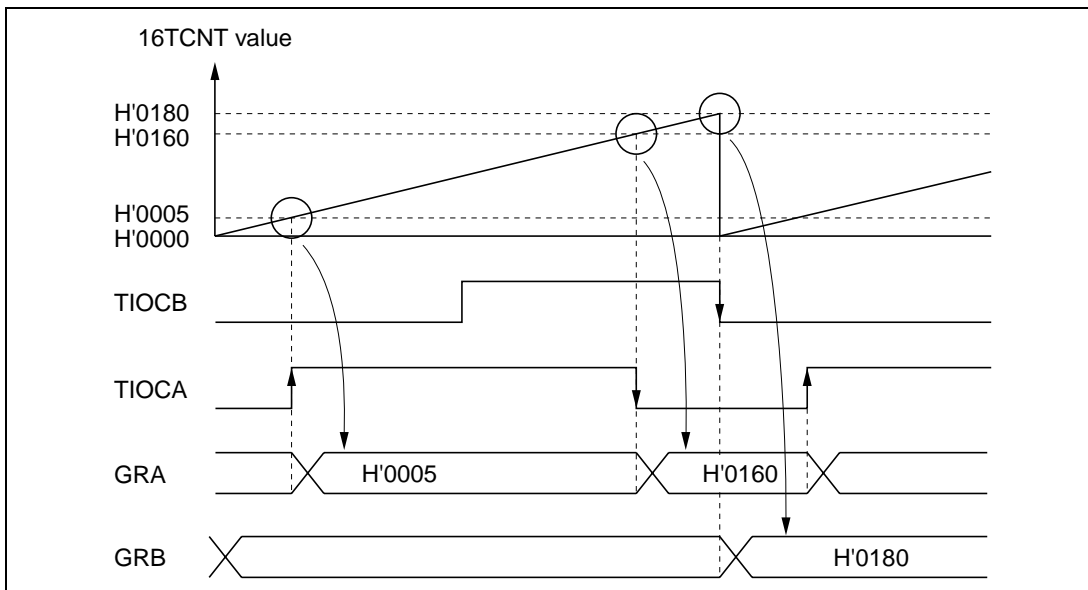 16TCNT value
H'0180
H'0160
H'0005
H'0000
TIOCB
TIOCA
GRA H'0005 H'0160
GRB H'0180